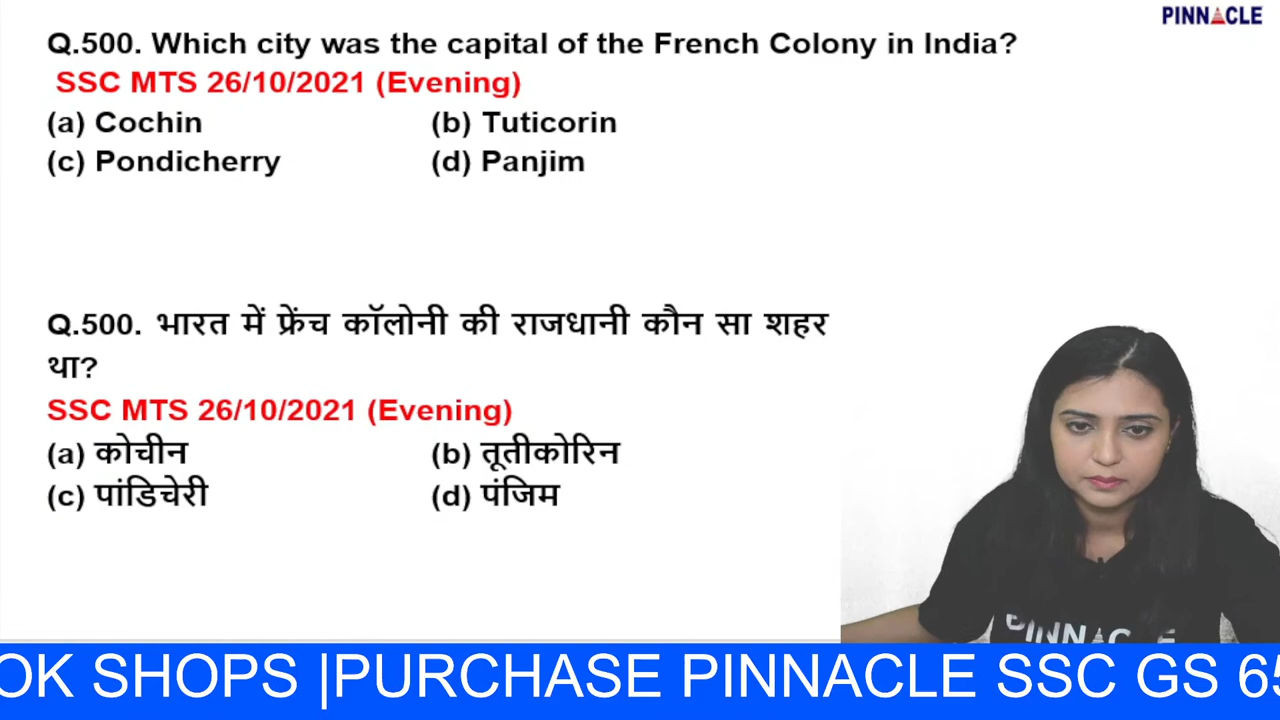 PINNACLE
Q.500. Which city was the capital of the French Colony in India?
SSC MTS 26/10/2021 (Evening)
(a) Cochin (b) Tuticorin
(c) Pondicherry (d) Panjim
Q.500. भारत में फ्रेंच कॉलोनी की राजधानी कौन सा शहर
था?
SSC MTS 26/10/2021 (Evening)
(a) कोचीन (b) तूतीकोरिन
(c) पांडिचेरी (d) पंजिम
PINNACLE
OK SHOPS |PURCHASE PINNACLE SSC GS 65